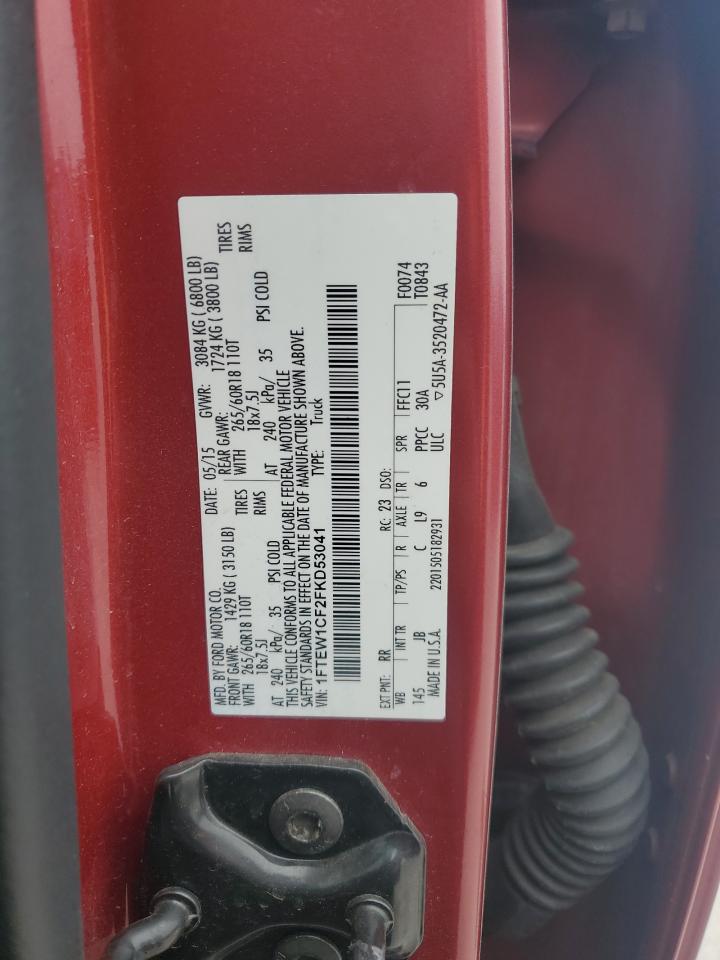 MFD. BY FORD MOTOR CO.
DATE: 05/15 GVWR: 3084 KG ( 6800 LB)
FRONT GAWR: 1429 KG ( 3150 LB)
REAR GAWR: 1724 KG ( 3800 LB)
WITH 265/60R18 110T TIRES
WITH 265/60R18 110T TIRES
18x7.5J RIMS
18x7.5J RIMS
AT 240 kPa/ 35 PSI COLD
AT 240 kPa/ 35 PSI COLD
THIS VEHICLE CONFORMS TO ALL APPLICABLE FEDERAL MOTOR VEHICLE
SAFETY STANDARDS IN EFFECT ON THE DATE OF MANUFACTURE SHOWN ABOVE.
VIN: 1FTEW1CF2FKD53041
TYPE: Truck
EXT PNT: RR RC: 23 DSO: FFC11 F0074
WB INT TR TP/PS R AXLE TR SPR 30A T0843
145 JB C L9 6 PPCC
MADE IN U.S.A. 2201505182931 ULC ▽5U5A-3520472-AA